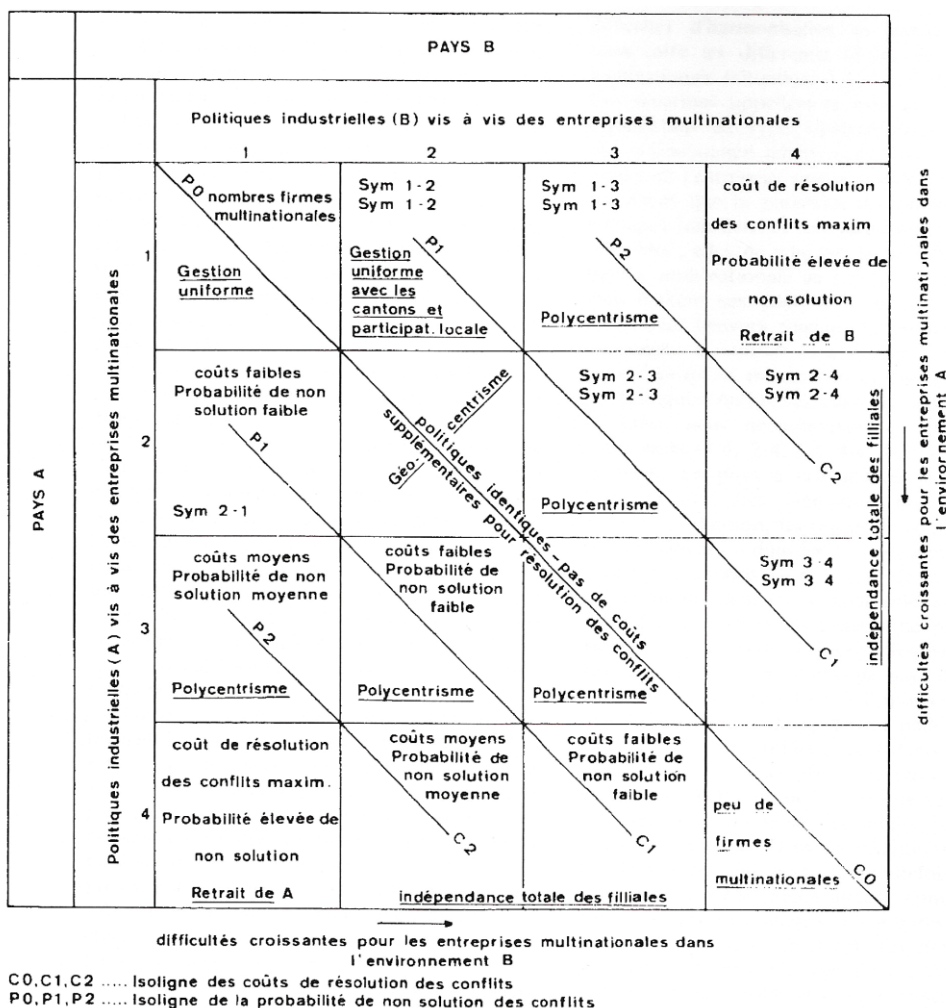 PAYS B
Politiques industrielles (B) vis à vis des entreprises multinationales
1
2
3
4
PAYS A
Politiques industrielles (A) vis à vis des entreprises multinationales
1
P0
nombres firmes
multinationales
Gestion
uniforme
Sym 1-2
Sym 1-2
P1
Gestion
uniforme
avec les
cantons et
participat. locale
Sym 1-3
Sym 1-3
P2
Polycentrisme
coût de résolution
des conflits maxim
Probabilité élevée de
non solution
Retrait de B
2
coûts faibles
Probabilité de non
solution faible
P1
Sym 2-1
Géo-centrisme
politiques identiques - pas de coûts
supplémentaires pour résolution des conflits
Sym 2-3
Sym 2-3
Polycentrisme
Sym 2-4
Sym 2-4
C2
3
coûts moyens
Probabilité de non
solution moyenne
P2
Polycentrisme
coûts faibles
Probabilité de
non solution
faible
Polycentrisme
Polycentrisme
Sym 3-4
Sym 3 4
C1
indépendance totale des filliales
4
coût de résolution
des conflits maxim.
Probabilité élevée de
non solution
Retrait de A
coûts moyens
Probabilité de
non solution
moyenne
C2
coûts faibles
Probabilité de
non solution
faible
C1
indépendance totale des filliales
peu de
firmes
multinationales
C0
difficultés croissantes pour les entreprises multinationales dans
l'environnement A
difficultés croissantes pour les entreprises multinationales dans
l'environnement B
C0,C1,C2 ..... Isoligne des coûts de résolution des conflits
P0,P1,P2 ..... Isoligne de la probabilité de non solution des conflits